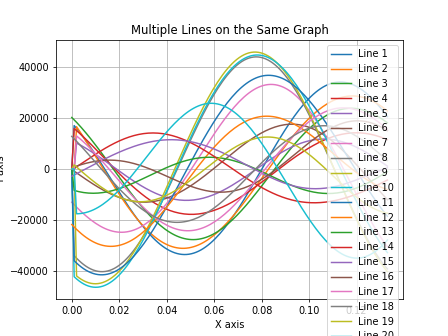 Multiple Lines on the Same Graph
40000
20000
0
−20000
−40000
0.00
0.02
0.04
0.06
0.08
0.10
X axis
Line 1
Line 2
Line 3
Line 4
Line 5
Line 6
Line 7
Line 8
Line 9
Line 10
Line 11
Line 12
Line 13
Line 14
Line 15
Line 16
Line 17
Line 18
Line 19
Line 20